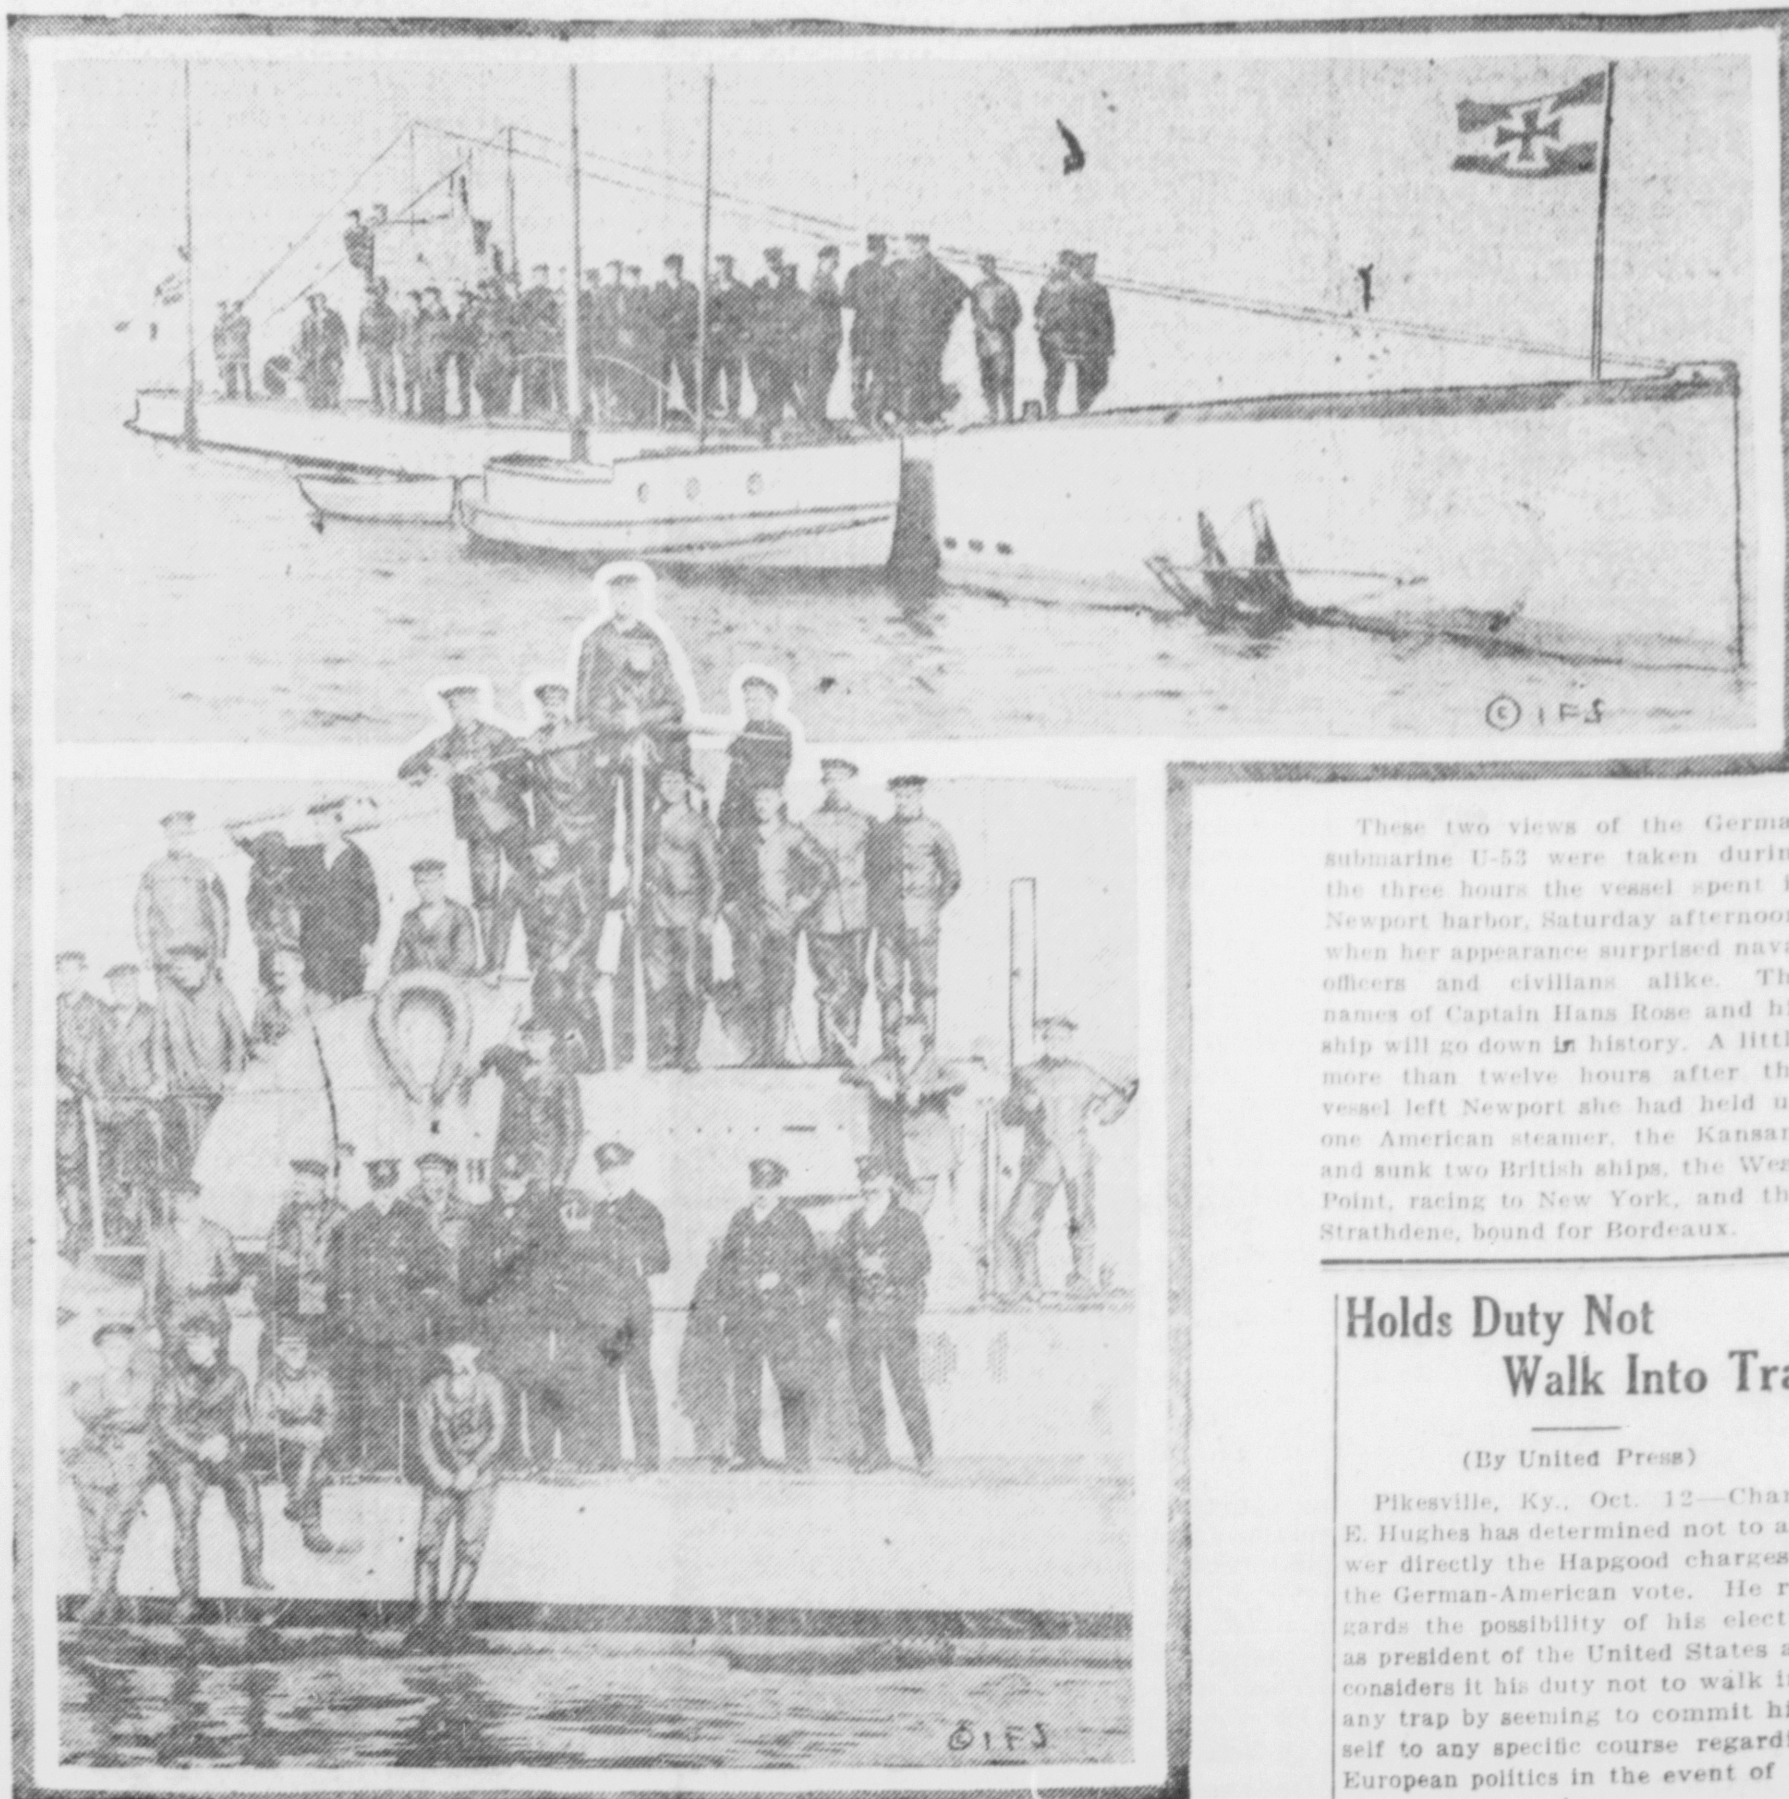 © I F S
These two views of the Germa
submarine U-53 were taken durin
the three hours the vessel spent i
Newport harbor, Saturday afternoon
when her appearance surprised nava
officers and civilians alike. Th
names of Captain Hans Rose and hi
ship will go down in history. A littl
more than twelve hours after th
vessel left Newport she had held u
one American steamer, the Kansan
and sunk two British ships, the Wes
Point, racing to New York, and th
Strathdene, bound for Bordeaux.
© I F S
Holds Duty Not
Walk Into Tra
(By United Press)
Pikesville, Ky., Oct. 12—Char
E. Hughes has determined not to a
wer directly the Hapgood charges
the German-American vote. He r
gards the possibility of his elect
as president of the United States a
considers it his duty not to walk i
any trap by seeming to commit hi
self to any specific course regardi
European politics in the event of